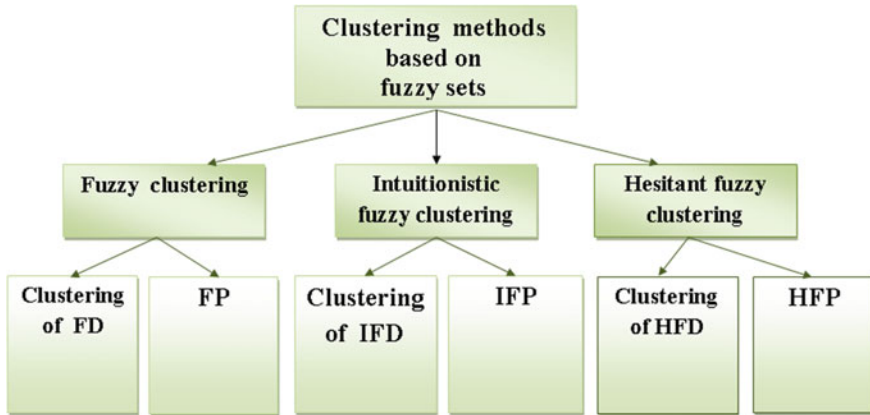 Clustering methods
based on
fuzzy sets
Fuzzy clustering
Intuitionistic
fuzzy clustering
Hesitant fuzzy
clustering
Clustering
of FD
FP
Clustering
of IFD
IFP
Clustering
of HFD
HFP